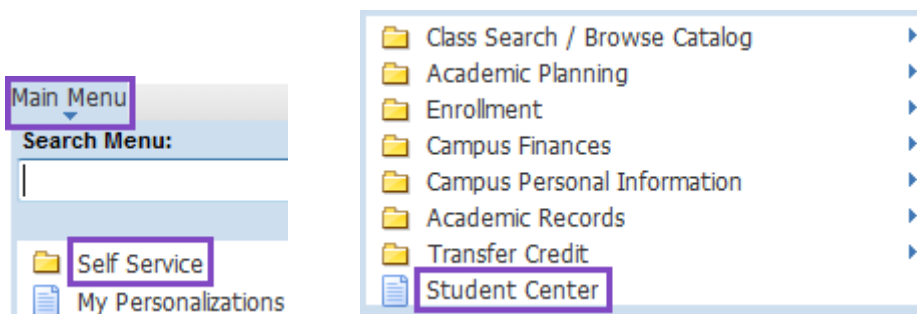 Main Menu
Search Menu:
Self Service
My Personalizations
Class Search / Browse Catalog
Academic Planning
Enrollment
Campus Finances
Campus Personal Information
Academic Records
Transfer Credit
Student Center